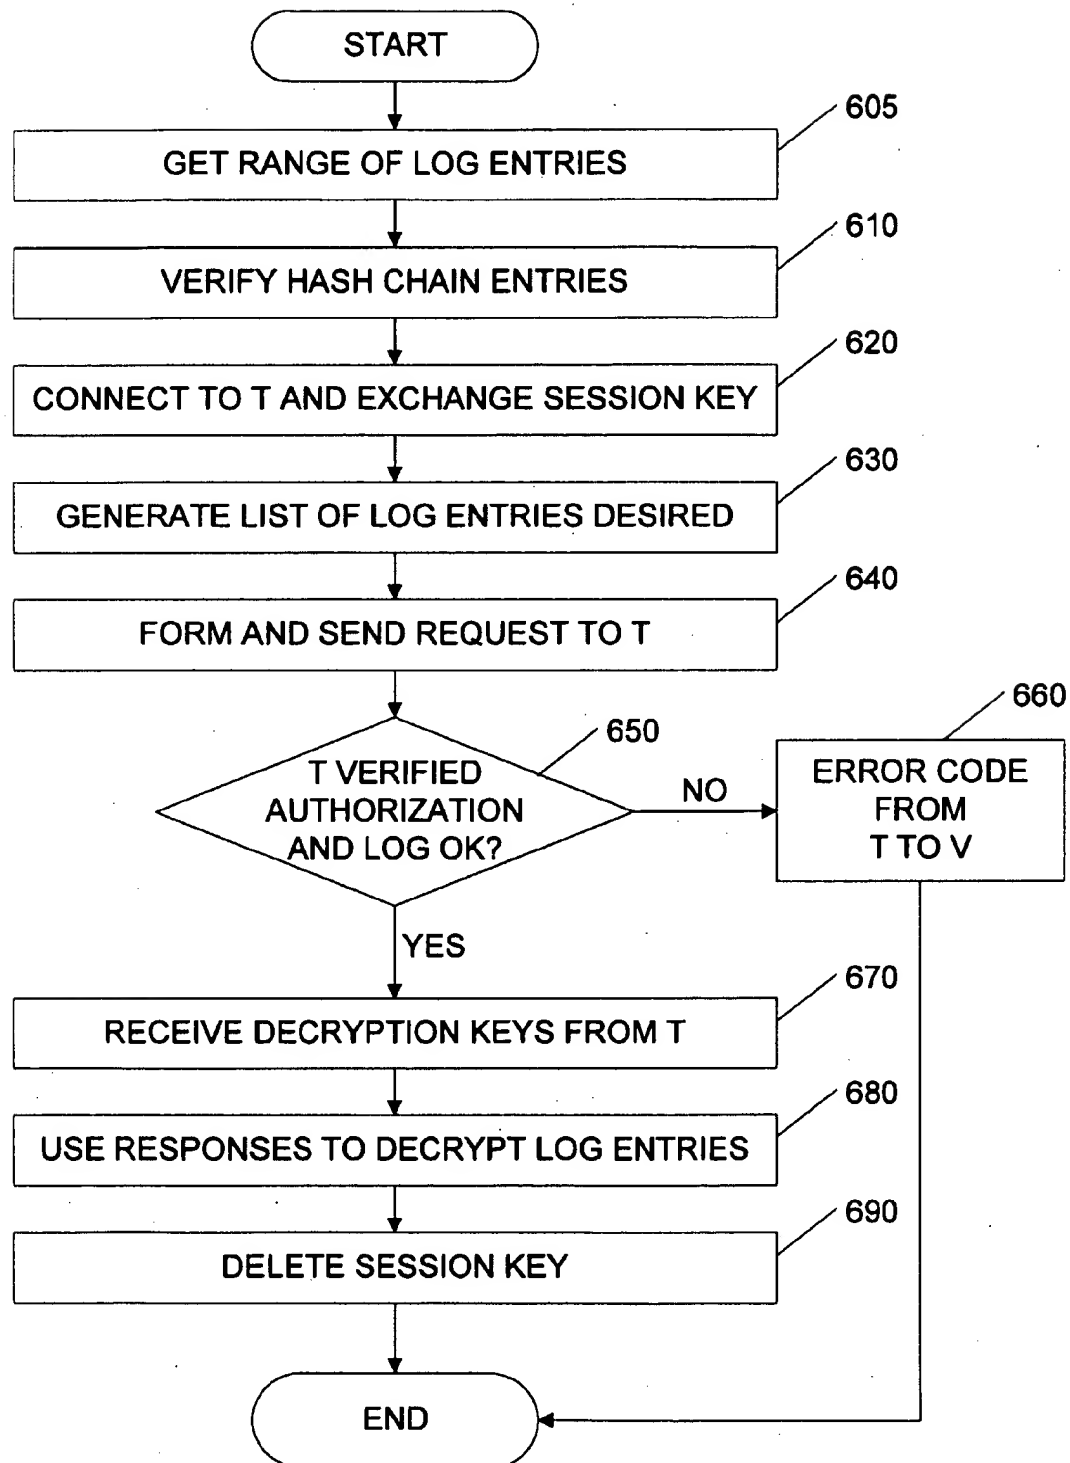 START
605
GET RANGE OF LOG ENTRIES
610
VERIFY HASH CHAIN ENTRIES
620
CONNECT TO T AND EXCHANGE SESSION KEY
630
GENERATE LIST OF LOG ENTRIES DESIRED
640
FORM AND SEND REQUEST TO T
650
T VERIFIED
AUTHORIZATION
AND LOG OK?
NO
660
ERROR CODE
FROM
T TO V
YES
670
RECEIVE DECRYPTION KEYS FROM T
680
USE RESPONSES TO DECRYPT LOG ENTRIES
690
DELETE SESSION KEY
END